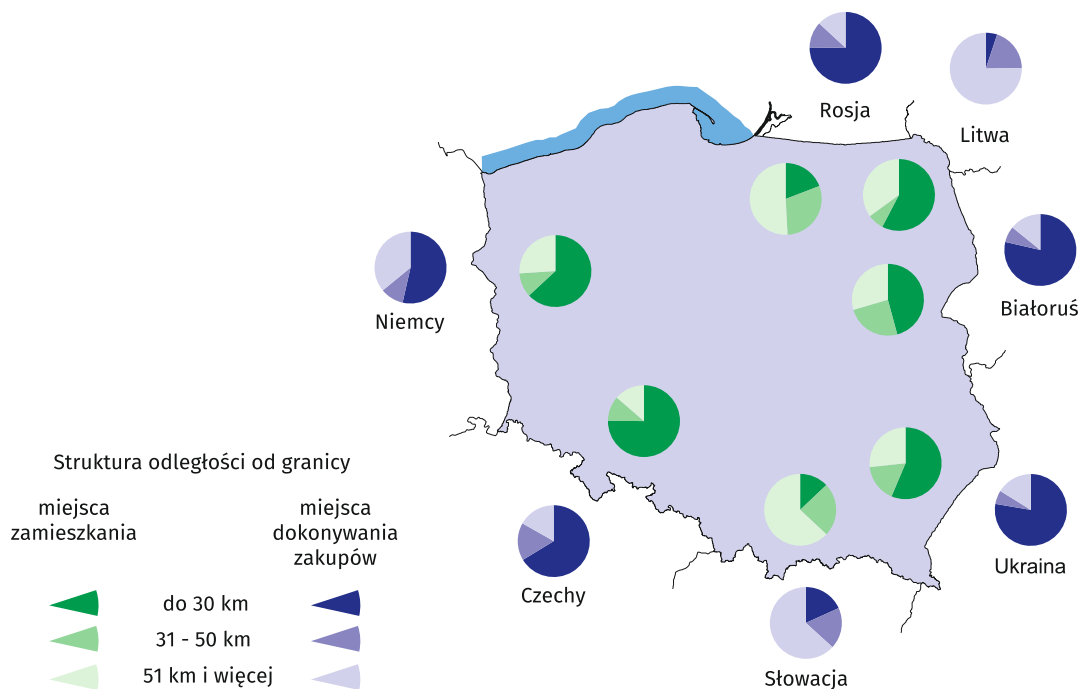 Rosja
Litwa
Niemcy
Białoruś
Struktura odległości od granicy
miejsca
zamieszkania
miejsca
dokonywania
zakupów
Czechy
Ukraina
do 30 km
31 - 50 km
51 km i więcej
Słowacja